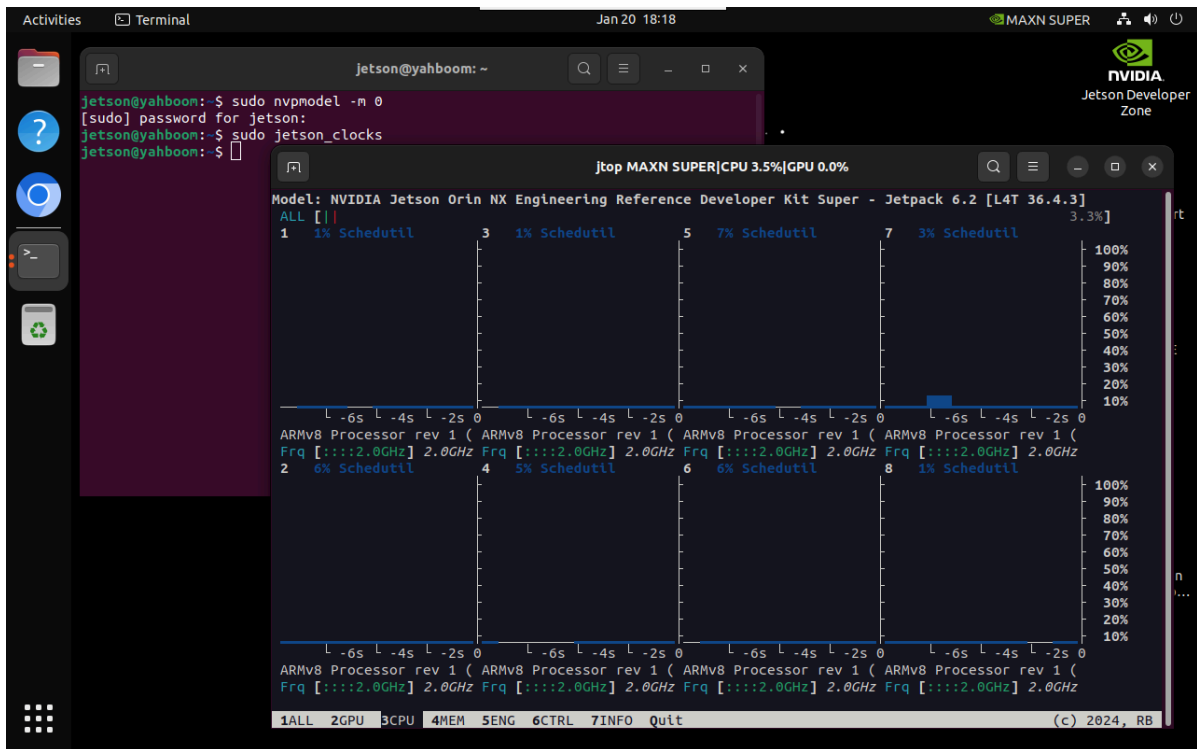 Activities Terminal Jan 20 18:18 MAXN SUPER
NVIDIA.
Jetson Developer
Zone
jetson@yahboom: ~
jetson@yahboom:~$ sudo nvpmodel -m 0
[sudo] password for jetson:
jetson@yahboom:~$ sudo jetson_clocks
jetson@yahboom:~$
jtop MAXN SUPER|CPU 3.5%|GPU 0.0%
Model: NVIDIA Jetson Orin NX Engineering Reference Developer Kit Super - Jetpack 6.2 [L4T 36.4.3]
ALL [|| 3.3%]
1 1% Schedutil 3 1% Schedutil 5 7% Schedutil 7 3% Schedutil
100%
90%
80%
70%
60%
50%
40%
30%
20%
10%
-6s -4s -2s 0 -6s -4s -2s 0 -6s -4s -2s 0 -6s -4s -2s 0
ARMv8 Processor rev 1 ( ARMv8 Processor rev 1 ( ARMv8 Processor rev 1 ( ARMv8 Processor rev 1 (
Frq [::::2.0GHz] 2.0GHz Frq [::::2.0GHz] 2.0GHz Frq [::::2.0GHz] 2.0GHz Frq [::::2.0GHz] 2.0GHz
2 6% Schedutil 4 5% Schedutil 6 6% Schedutil 8 1% Schedutil
100%
90%
80%
70%
60%
50%
40%
30%
20%
10%
-6s -4s -2s 0 -6s -4s -2s 0 -6s -4s -2s 0 -6s -4s -2s 0
ARMv8 Processor rev 1 ( ARMv8 Processor rev 1 ( ARMv8 Processor rev 1 ( ARMv8 Processor rev 1 (
Frq [::::2.0GHz] 2.0GHz Frq [::::2.0GHz] 2.0GHz Frq [::::2.0GHz] 2.0GHz Frq [::::2.0GHz] 2.0GHz
1ALL 2GPU 3CPU 4MEM 5ENG 6CTRL 7INFO Quit (c) 2024, RB